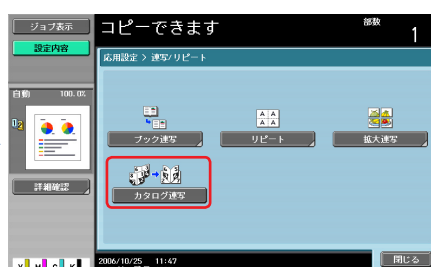 ジョブ表示
設定内容
コピーできます
部数
1
応用設定 > 連写/リピート
自動 100.0%
ブック連写
リピート
拡大連写
カタログ連写
詳細確認
2006/10/25 11:47
閉じる
Y M C K